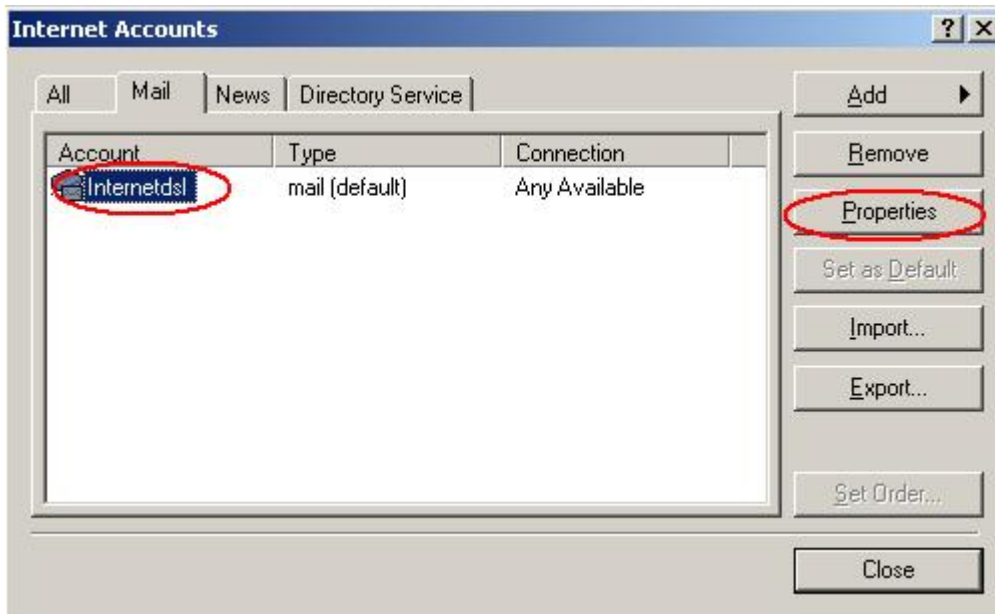 Internet Accounts
All Mail News Directory Service
Account Type Connection
Internetdsl mail (default) Any Available
Add
Remove
Properties
Set as Default
Import...
Export...
Set Order...
Close